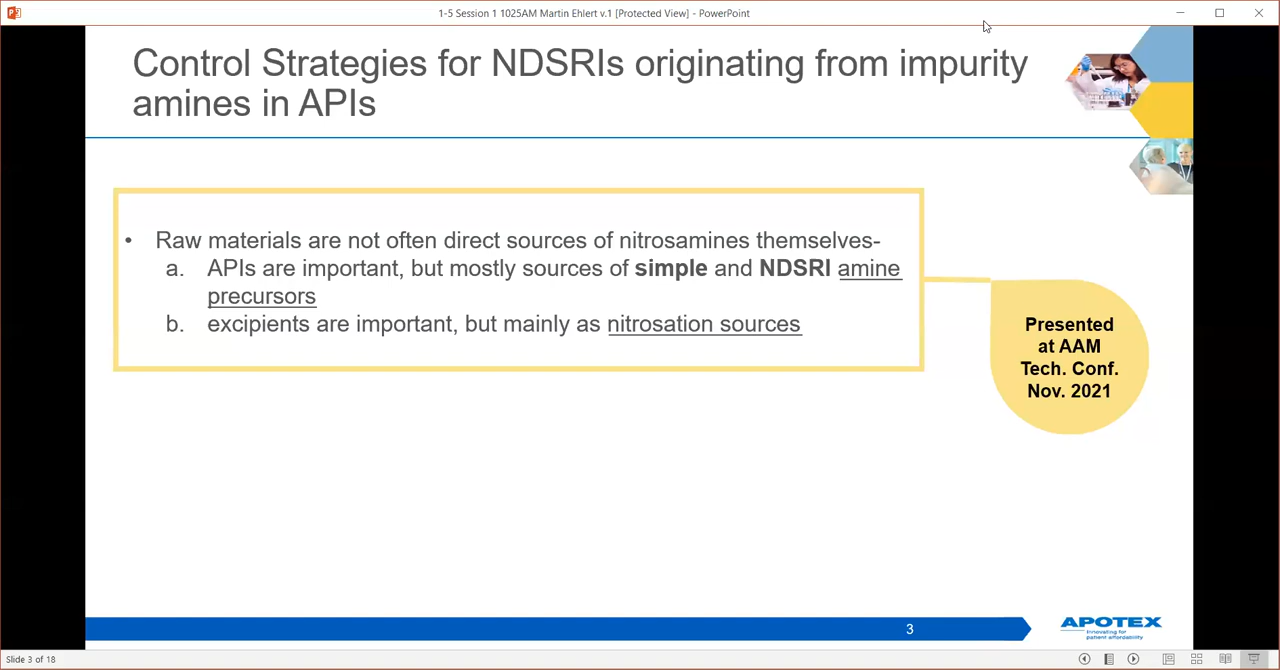 1-5 Session 1 1025AM Martin Ehlert v.1 [Protected View] - PowerPoint
Control Strategies for NDSRIs originating from impurity
amines in APIs
• Raw materials are not often direct sources of nitrosamines themselves-
a. APIs are important, but mostly sources of simple and NDSRI amine
precursors
b. excipients are important, but mainly as nitrosation sources
Presented
at AAM
Tech. Conf.
Nov. 2021
3
APOTEX
Innovating for
patient affordability
Slide 3 of 18